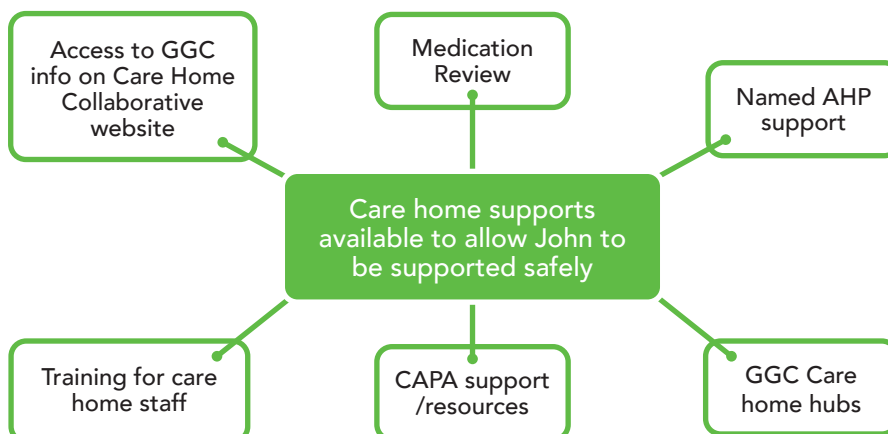 Access to GGC
info on Care Home
Collaborative
website
Medication
Review
Named AHP
support
Care home supports
available to allow John to
be supported safely
Training for care
home staff
CAPA support
/resources
GGC Care
home hubs